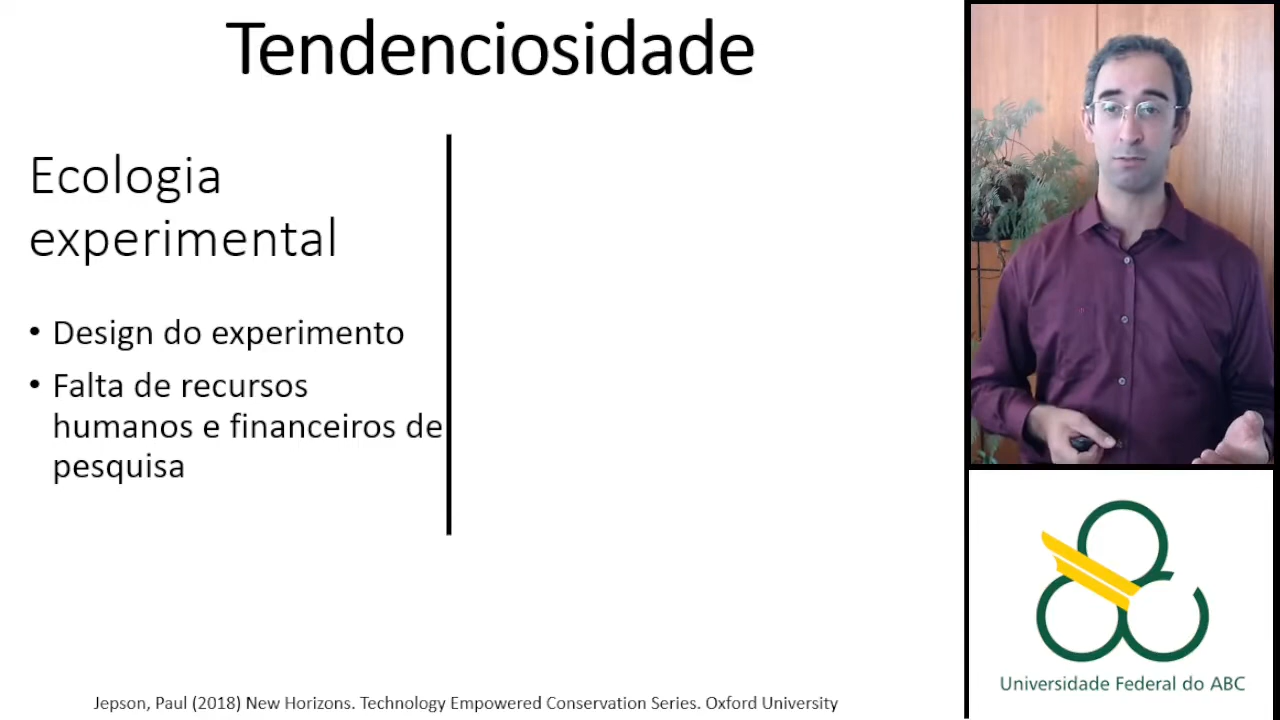 Tendenciosidade
Ecologia
experimental
• Design do experimento
• Falta de recursos
humanos e financeiros de
pesquisa
Jepson, Paul (2018) New Horizons. Technology Empowered Conservation Series. Oxford University
Universidade Federal do ABC